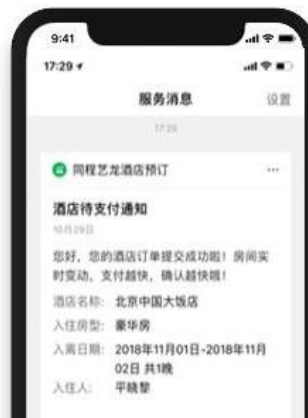 9:41
17:29
服务消息 设置
17:29
同程艺龙酒店预订 ...
酒店待支付通知
10月29日
您好，您的酒店订单提交成功啦！房间实
时变动，支付越快，确认越快哦！
酒店名称: 北京中国大饭店
入住房型: 豪华房
入离日期: 2018年11月01日-2018年11月
02日 共1晚
入住人: 平晓黎